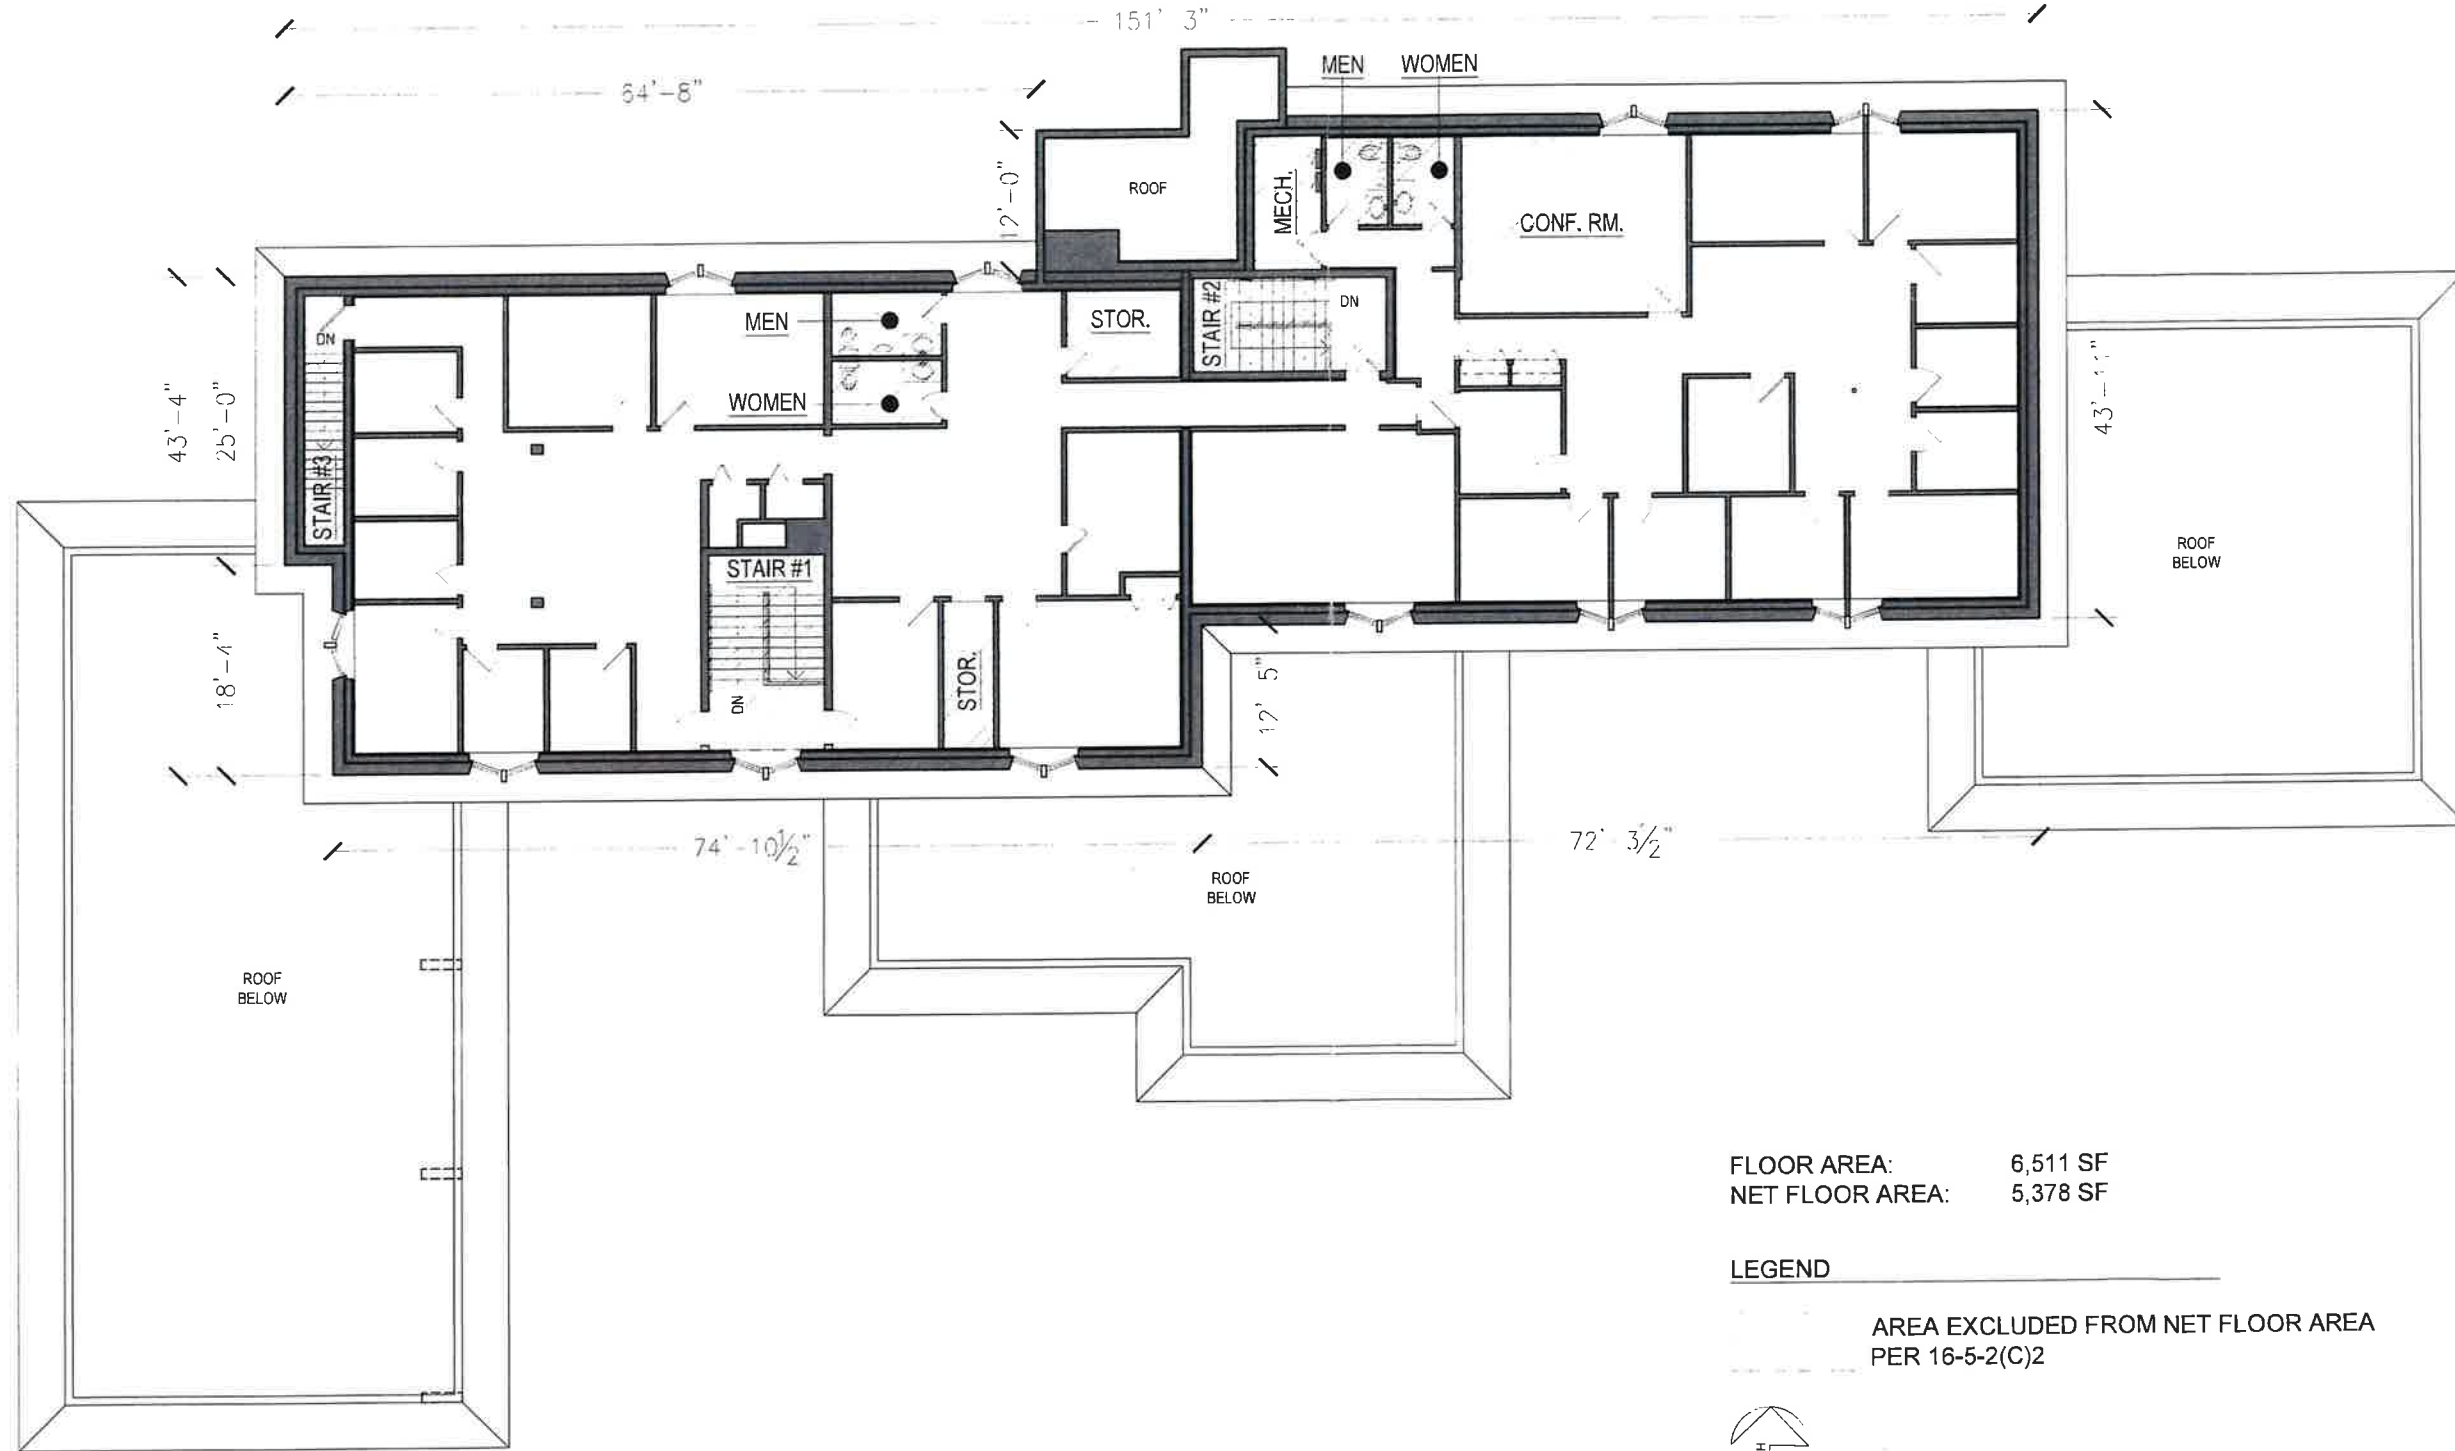 151' 3"
64'-8"
MEN
WOMEN
12'-0"
ROOF
MECH.
CONF. RM.
43'-4"
25'-0"
DN
STAIR #3
MEN
WOMEN
STOR.
STAIR #2
DN
43'-11"
STAIR #1
DN
STOR.
18'-4"
12' 5"
ROOF
BELOW
74'-10½"
72' 3½"
ROOF
BELOW
ROOF
BELOW
FLOOR AREA: 6,511 SF
NET FLOOR AREA: 5,378 SF
LEGEND
AREA EXCLUDED FROM NET FLOOR AREA
PER 16-5-2(C)2